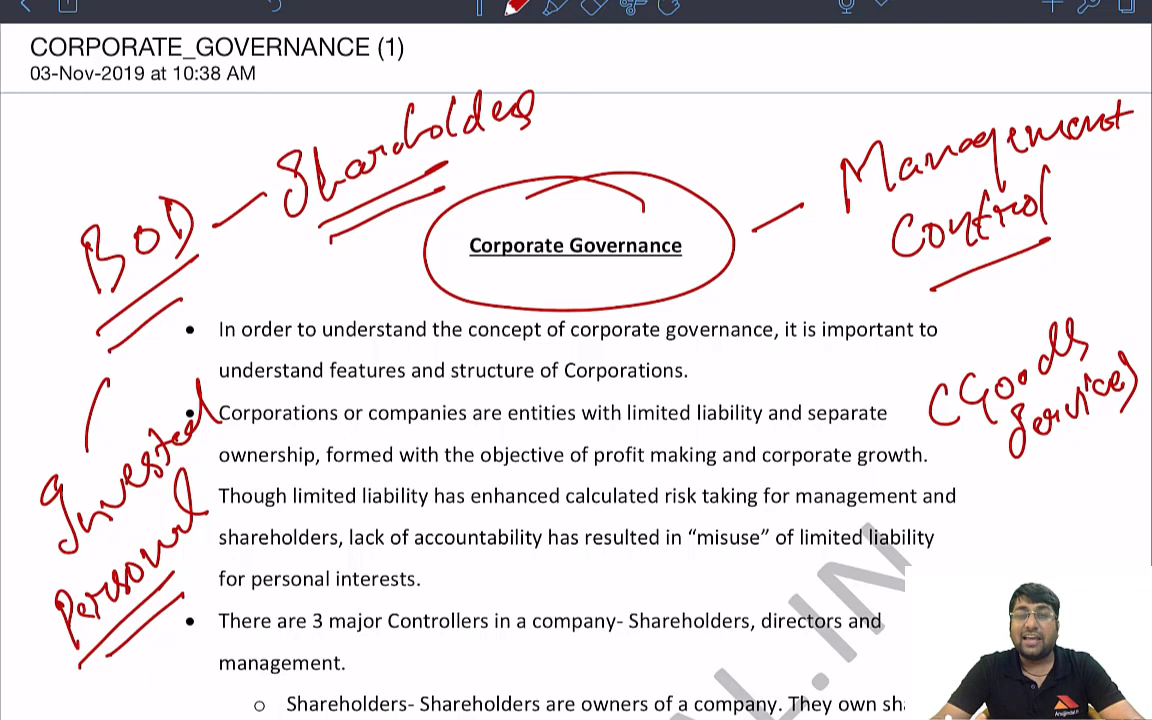 CORPORATE_GOVERNANCE (1)
03-Nov-2019 at 10:38 AM
BOD — Shareholders
Management
Control
Corporate Governance
(Goods
Services)
Invested
Personal
• In order to understand the concept of corporate governance, it is important to
understand features and structure of Corporations.
• Corporations or companies are entities with limited liability and separate
ownership, formed with the objective of profit making and corporate growth.
Though limited liability has enhanced calculated risk taking for management and
shareholders, lack of accountability has resulted in “misuse” of limited liability
for personal interests.
• There are 3 major Controllers in a company- Shareholders, directors and
management.
o Shareholders- Shareholders are owners of a company. They own